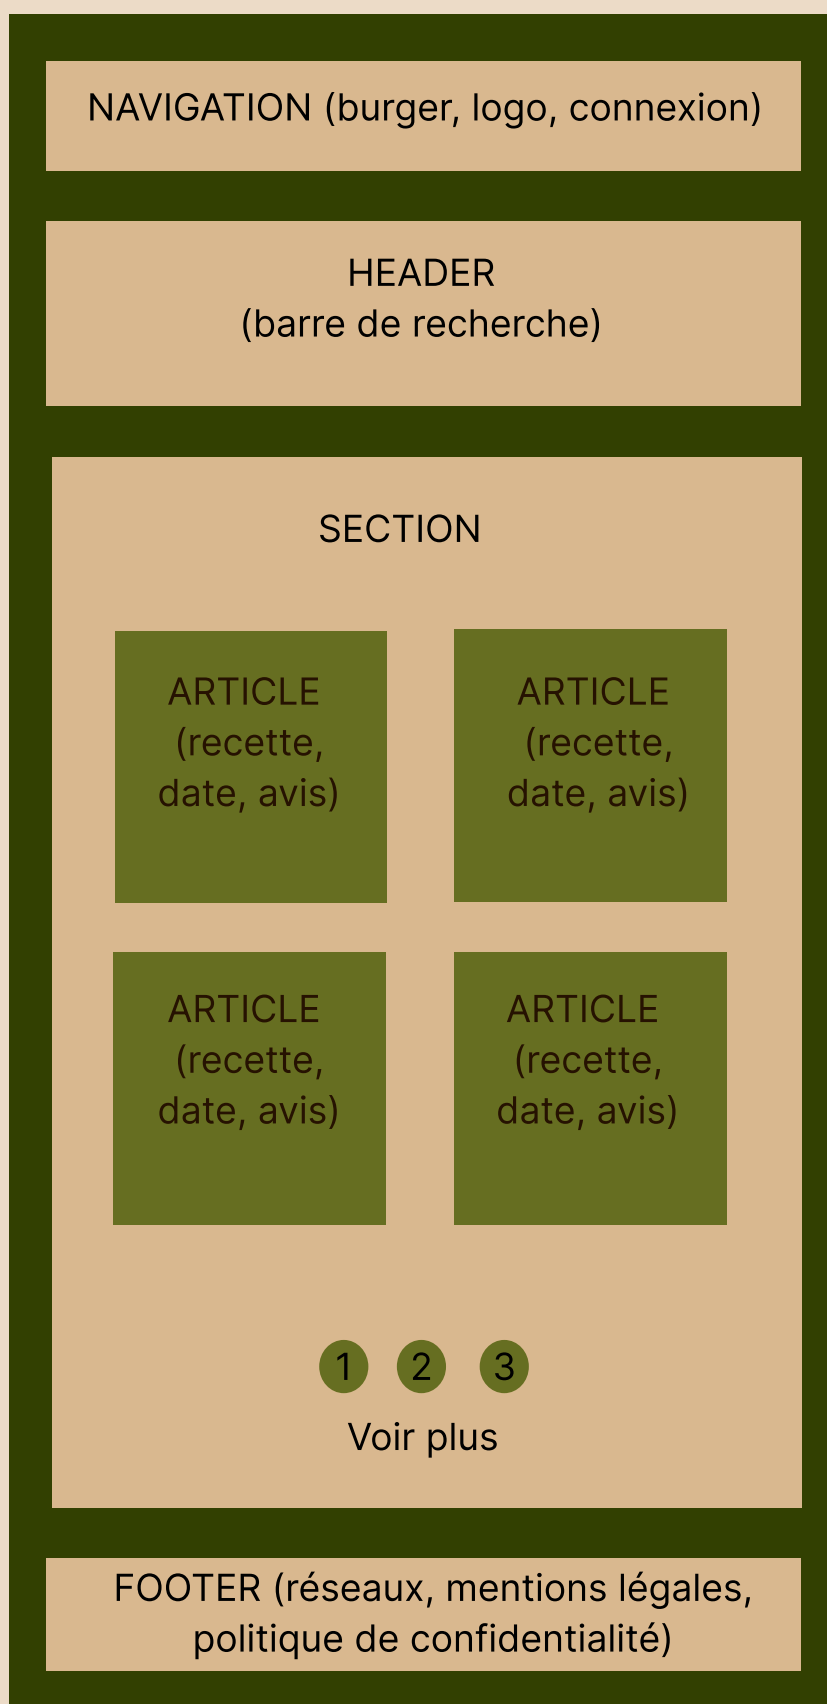 NAVIGATION (burger, logo, connexion)
HEADER
(barre de recherche)
SECTION
ARTICLE
(recette,
date, avis)
ARTICLE
(recette,
date, avis)
ARTICLE
(recette,
date, avis)
ARTICLE
(recette,
date, avis)
1 2 3
Voir plus
FOOTER (réseaux, mentions légales,
politique de confidentialité)